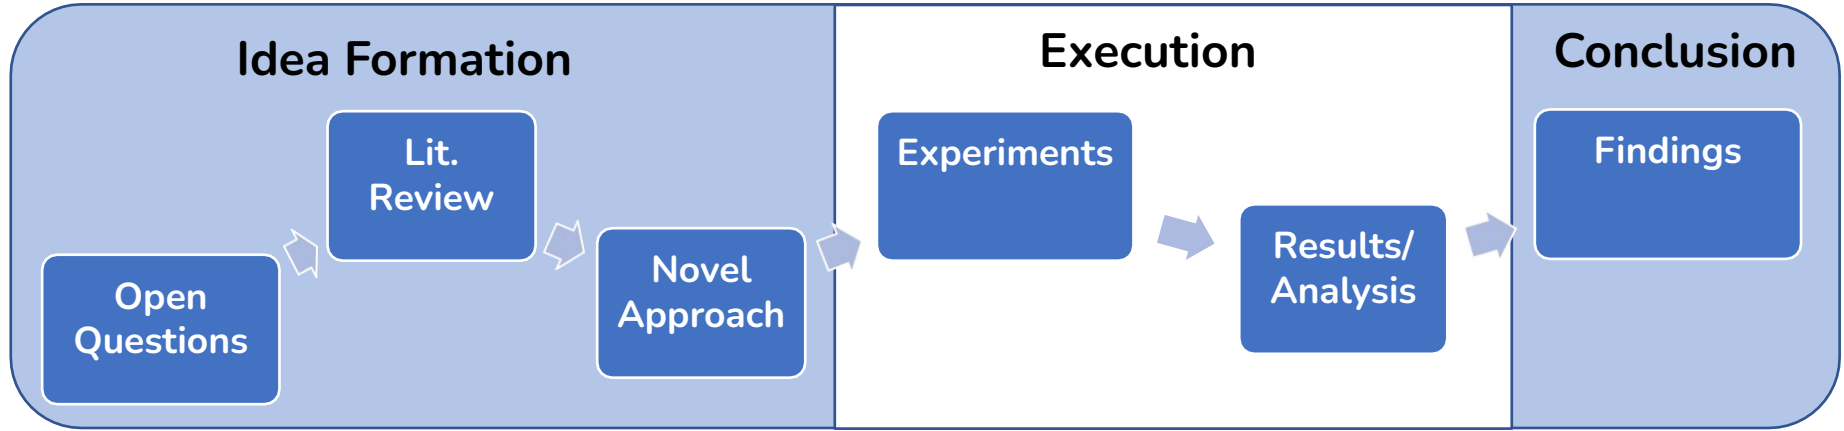 Idea Formation
Execution
Conclusion
Open
Questions
Lit.
Review
Novel
Approach
Experiments
Results/
Analysis
Findings